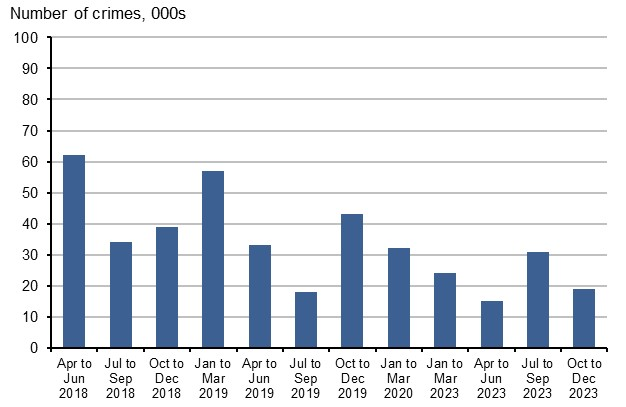 Number of crimes, 000s
100
90
80
70
60
50
40
30
20
10
0
Apr to Jul to Oct to Jan to Apr to Jul to Oct to Jan to Jan to Apr to Jul to Oct to
Jun Sep Dec Mar Jun Sep Dec Mar Mar Jun Sep Dec
2018 2018 2018 2019 2019 2019 2019 2020 2023 2023 2023 2023